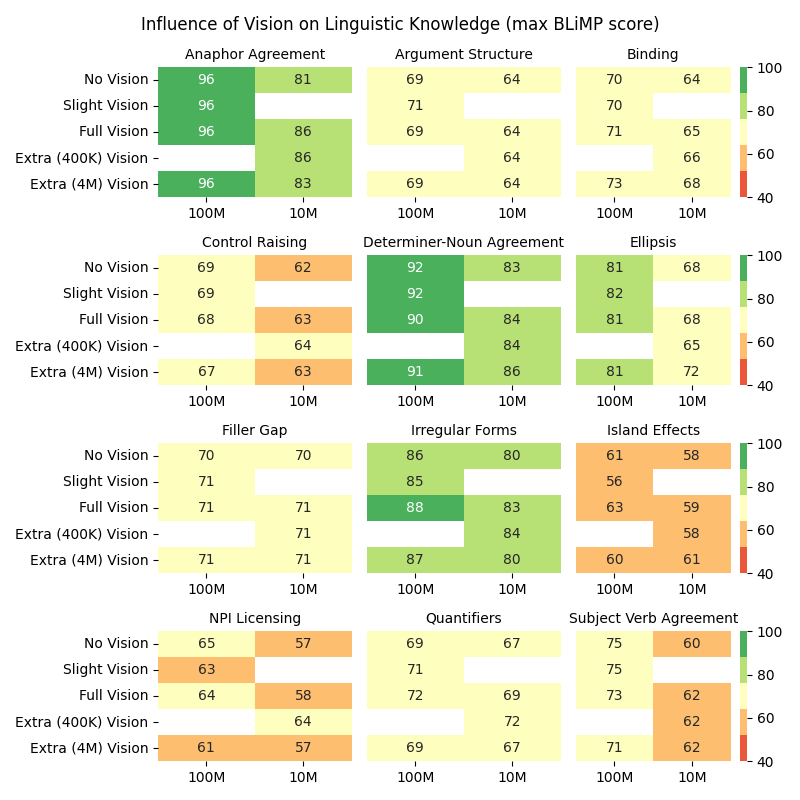 Influence of Vision on Linguistic Knowledge (max BLiMP score)
Anaphor Agreement Argument Structure Binding
No Vision 96 81 69 64 70 64 100
Slight Vision 96 71 70 80
Full Vision 96 86 69 64 71 65
Extra (400K) Vision 86 64 66 60
Extra (4M) Vision 96 83 69 64 73 68 40
100M 10M 100M 10M 100M 10M
Control Raising Determiner-Noun Agreement Ellipsis
No Vision 69 62 92 83 81 68 100
Slight Vision 69 92 82 80
Full Vision 68 63 90 84 81 68
Extra (400K) Vision 64 84 65 60
Extra (4M) Vision 67 63 91 86 81 72 40
100M 10M 100M 10M 100M 10M
Filler Gap Irregular Forms Island Effects
No Vision 70 70 86 80 61 58 100
Slight Vision 71 85 56 80
Full Vision 71 71 88 83 63 59
Extra (400K) Vision 71 84 58 60
Extra (4M) Vision 71 71 87 80 60 61 40
100M 10M 100M 10M 100M 10M
NPI Licensing Quantifiers Subject Verb Agreement
No Vision 65 57 69 67 75 60 100
Slight Vision 63 71 75 80
Full Vision 64 58 72 69 73 62
Extra (400K) Vision 64 72 62 60
Extra (4M) Vision 61 57 69 67 71 62 40
100M 10M 100M 10M 100M 10M